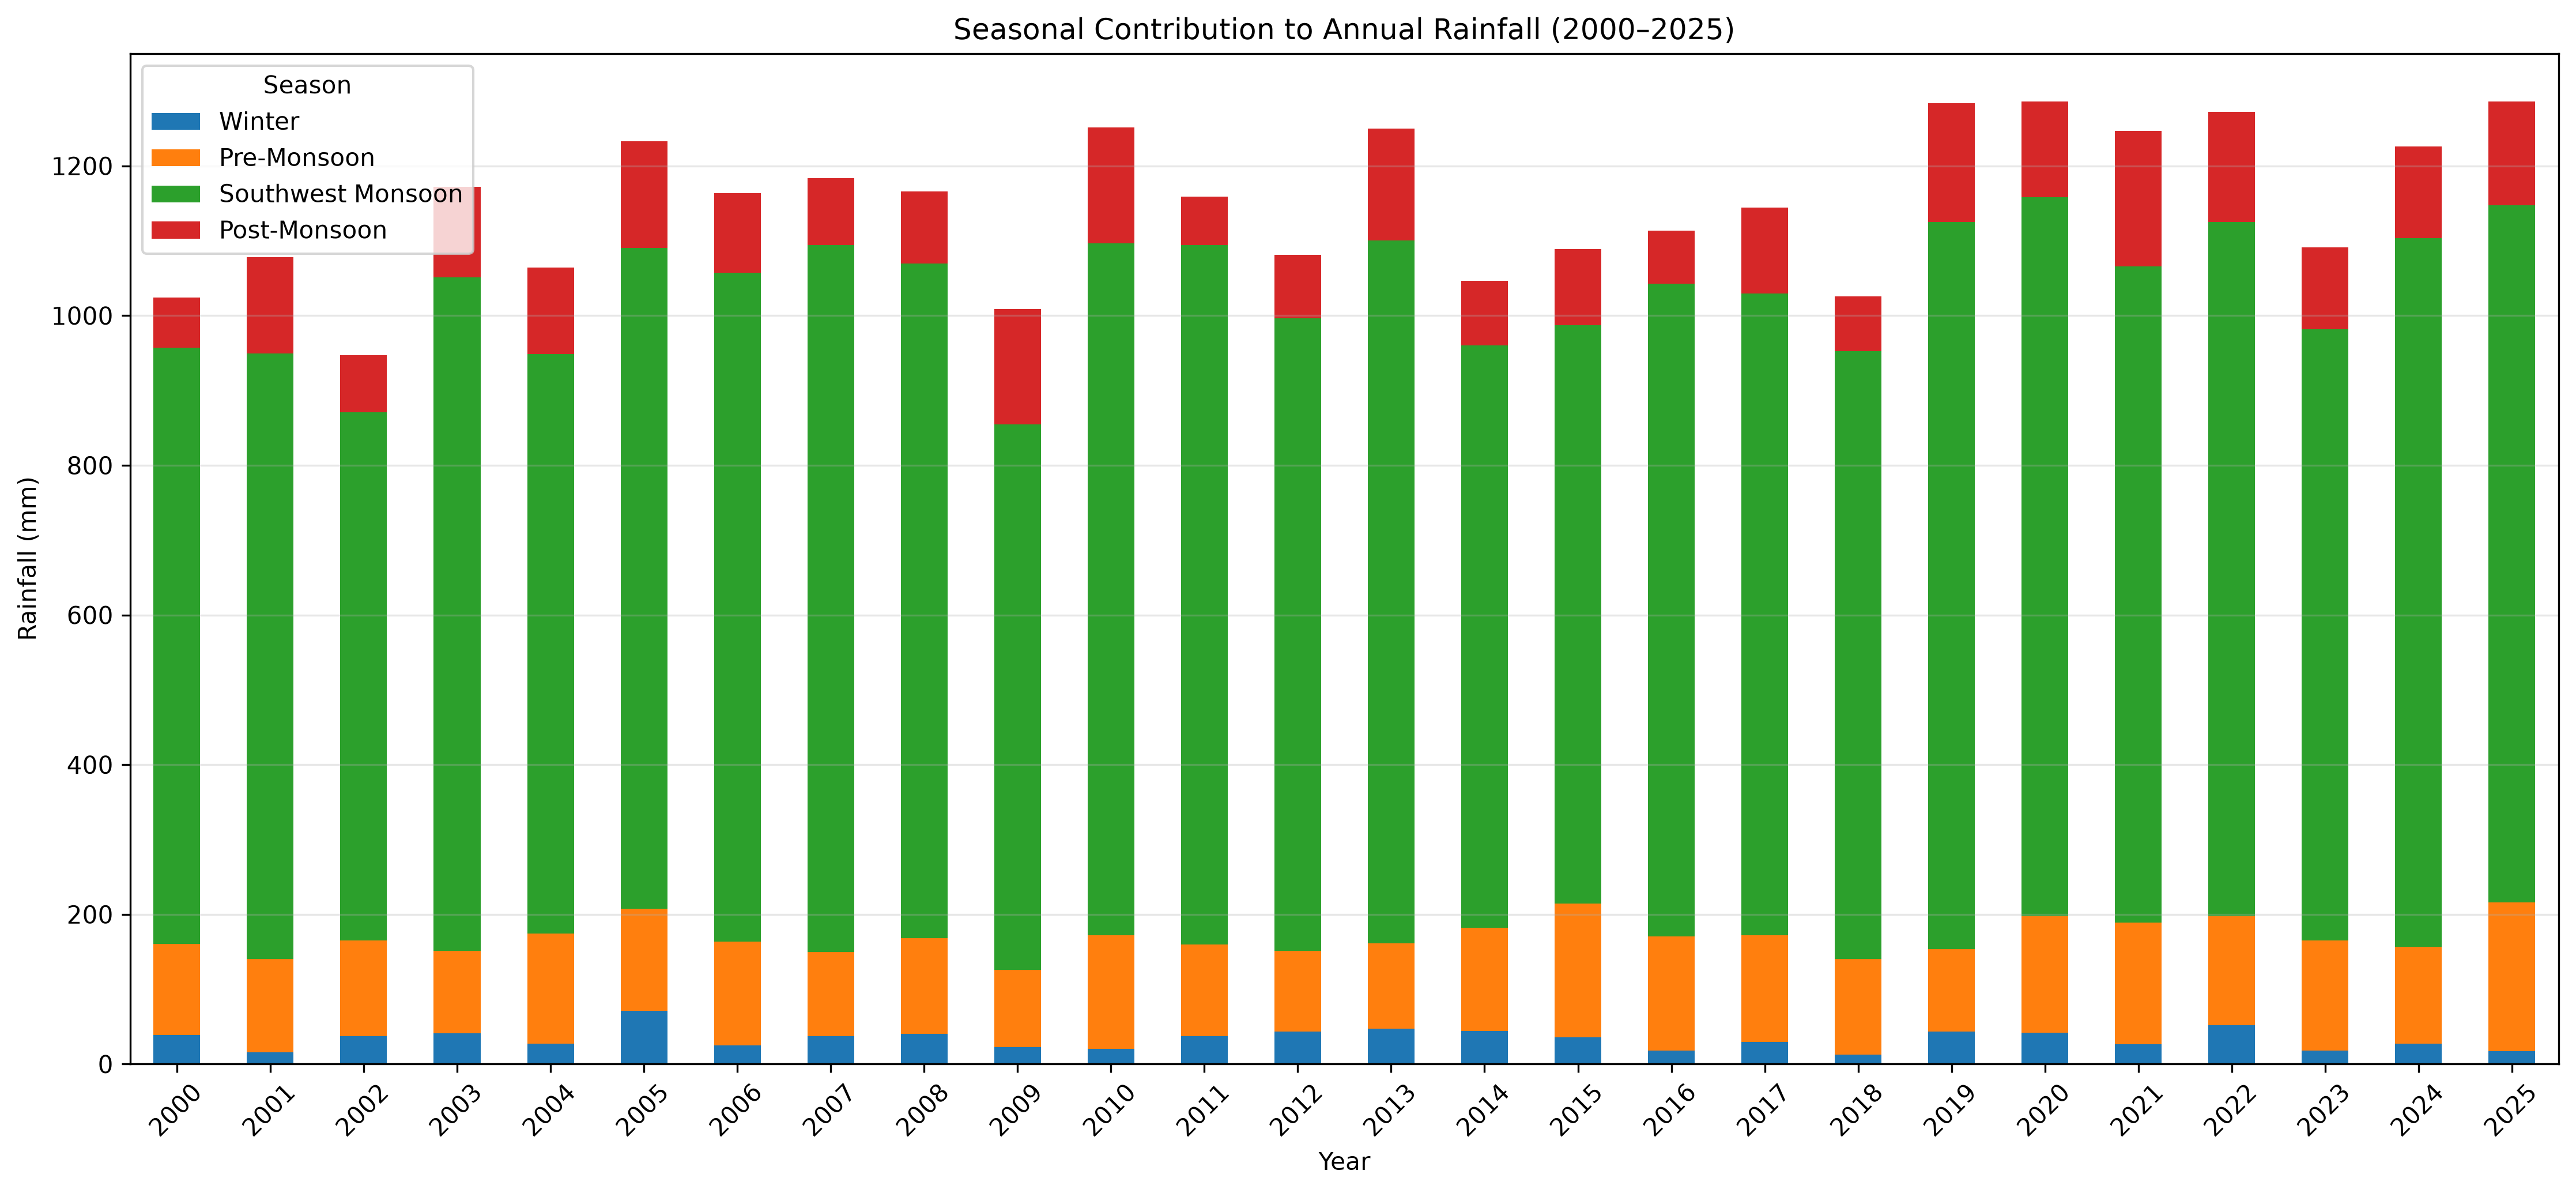 Seasonal Contribution to Annual Rainfall (2000–2025)
Season
Winter
Pre-Monsoon
Southwest Monsoon
Post-Monsoon
Rainfall (mm)
1200
1000
800
600
400
200
0
2000 2001 2002 2003 2004 2005 2006 2007 2008 2009 2010 2011 2012 2013 2014 2015 2016 2017 2018 2019 2020 2021 2022 2023 2024 2025
Year